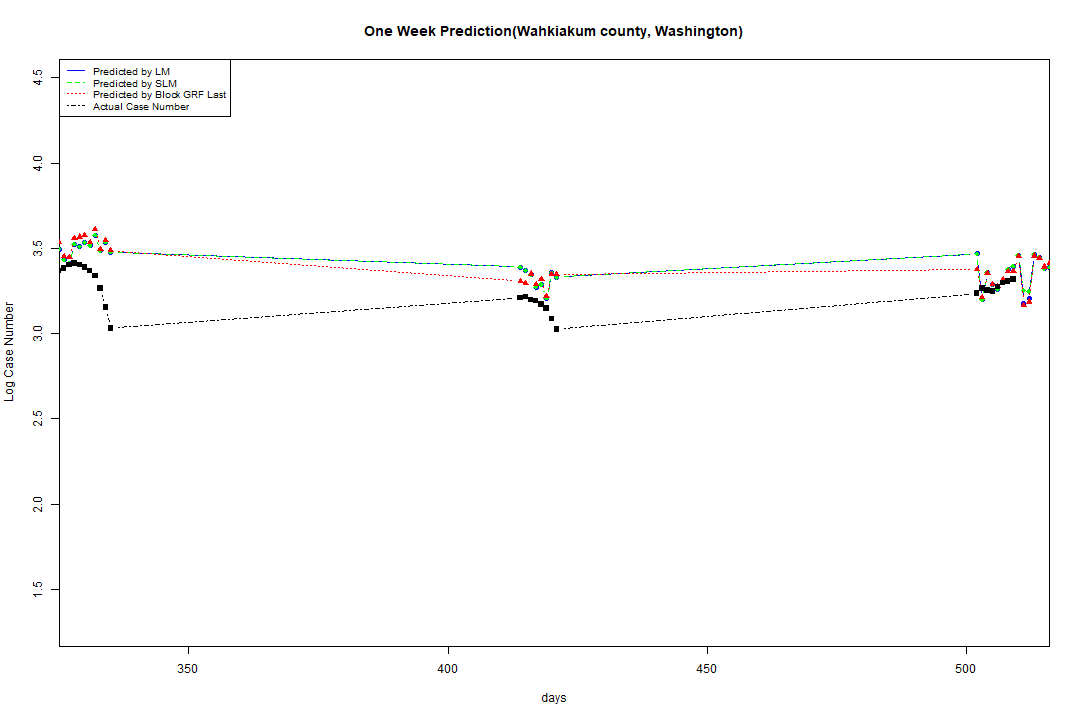 One Week Prediction(Wahkiakum county, Washington)
Predicted by LM
Predicted by SLM
Predicted by Block GRF Last
Actual Case Number
4.5
4.0
3.5
3.0
2.5
2.0
1.5
Log Case Number
350 400 450 500
days